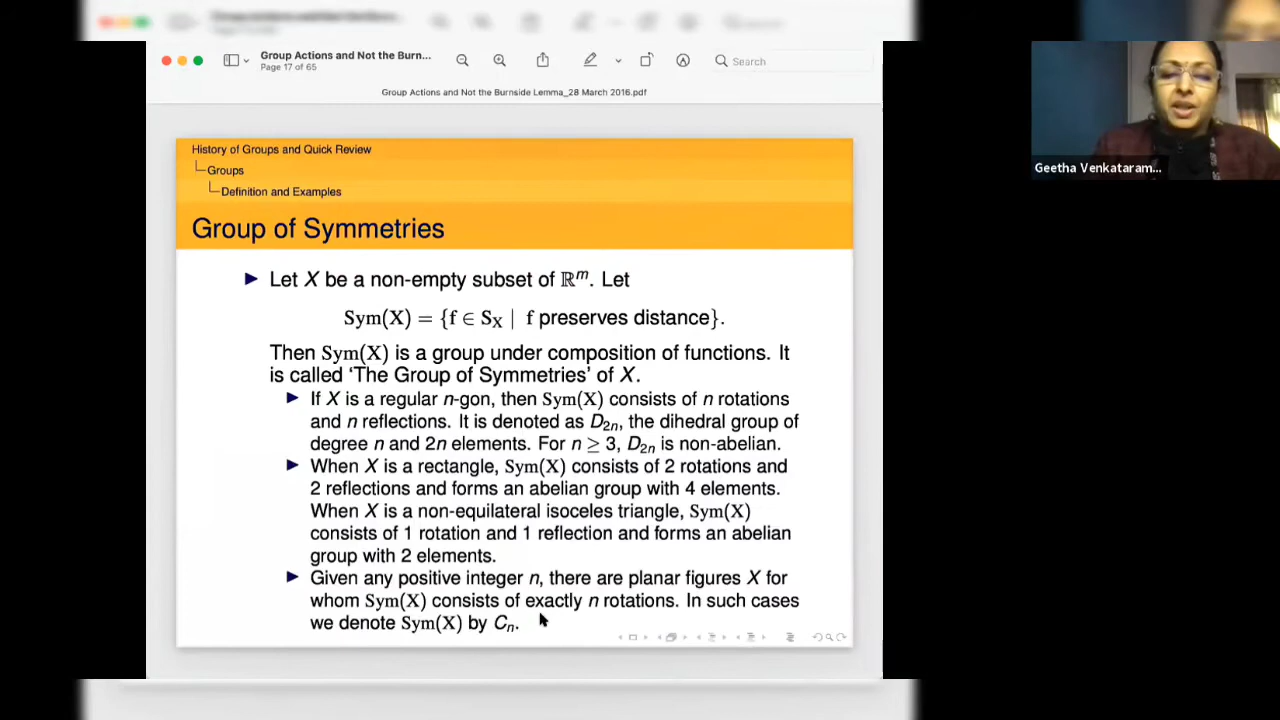 Group Actions and Not the Burn...
Page 17 of 65
Search
Group Actions and Not the Burnside Lemma_28 March 2016.pdf
Geetha Venkataram...
History of Groups and Quick Review
Groups
Definition and Examples
Group of Symmetries
Let X be a non-empty subset of ℝᵐ. Let
Sym(X) = {f ∈ S_X | f preserves distance}.
Then Sym(X) is a group under composition of functions. It
is called ‘The Group of Symmetries’ of X.
If X is a regular n-gon, then Sym(X) consists of n rotations
and n reflections. It is denoted as D₂ₙ, the dihedral group of
degree n and 2n elements. For n ≥ 3, D₂ₙ is non-abelian.
When X is a rectangle, Sym(X) consists of 2 rotations and
2 reflections and forms an abelian group with 4 elements.
When X is a non-equilateral isoceles triangle, Sym(X)
consists of 1 rotation and 1 reflection and forms an abelian
group with 2 elements.
Given any positive integer n, there are planar figures X for
whom Sym(X) consists of exactly n rotations. In such cases
we denote Sym(X) by Cₙ.